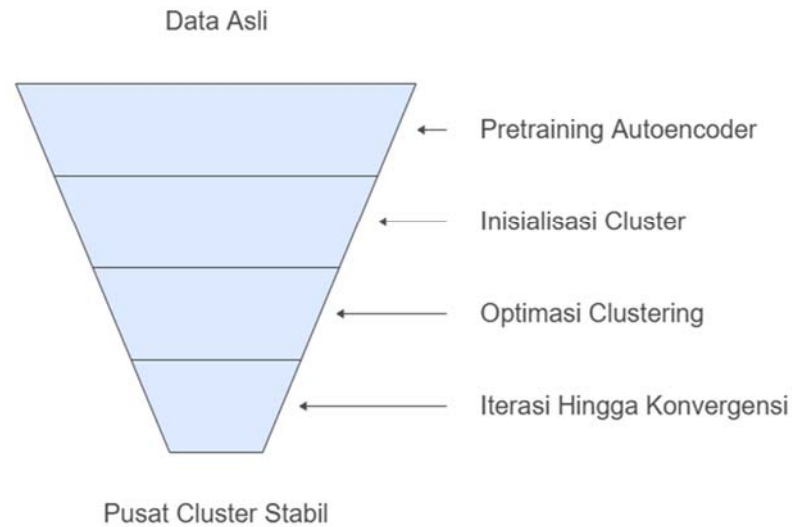 Data Asli
Pretraining Autoencoder
Inisialisasi Cluster
Optimasi Clustering
Iterasi Hingga Konvergensi
Pusat Cluster Stabil